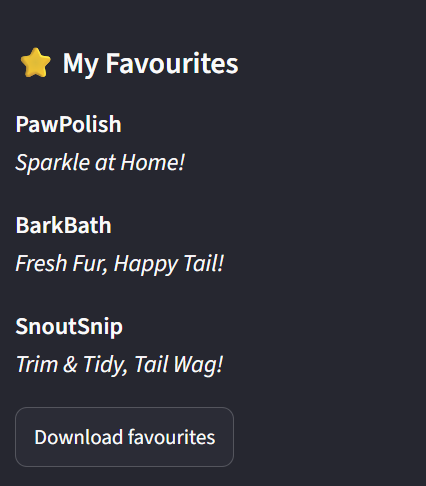 ⭐ My Favourites
PawPolish
Sparkle at Home!
BarkBath
Fresh Fur, Happy Tail!
SnoutSnip
Trim & Tidy, Tail Wag!
Download favourites